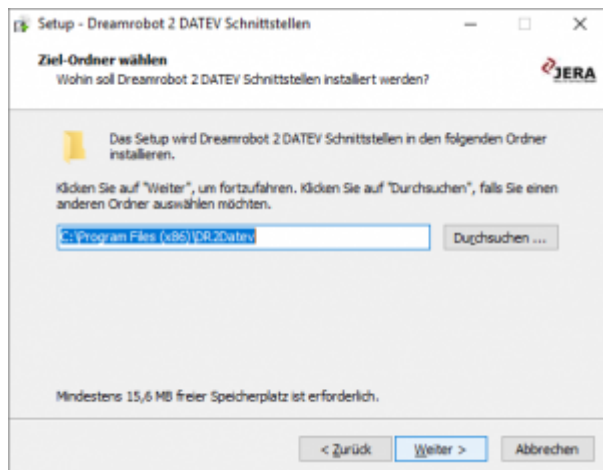 Setup - Dreamrobot 2 DATEV Schnittstellen
Ziel-Ordner wählen
Wohin soll Dreamrobot 2 DATEV Schnittstellen installiert werden?
JERA
Das Setup wird Dreamrobot 2 DATEV Schnittstellen in den folgenden Ordner
installieren.
Klicken Sie auf "Weiter", um fortzufahren. Klicken Sie auf "Durchsuchen", falls Sie einen
anderen Ordner auswählen möchten.
C:\Program Files (x86)\DR2Datev
Durchsuchen ...
Mindestens 15,6 MB freier Speicherplatz ist erforderlich.
< Zurück
Weiter >
Abbrechen